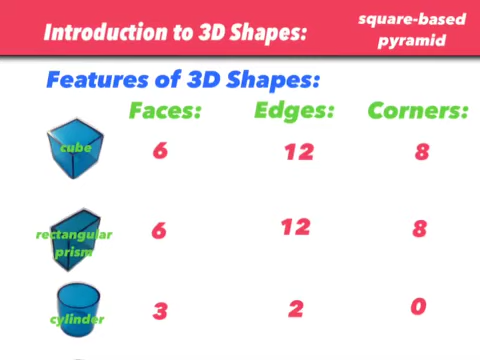 Introduction to 3D Shapes:
square-based
pyramid
Features of 3D Shapes:
Faces: Edges: Corners:
cube 6 12 8
rectangular
prism 6 12 8
cylinder 3 2 0